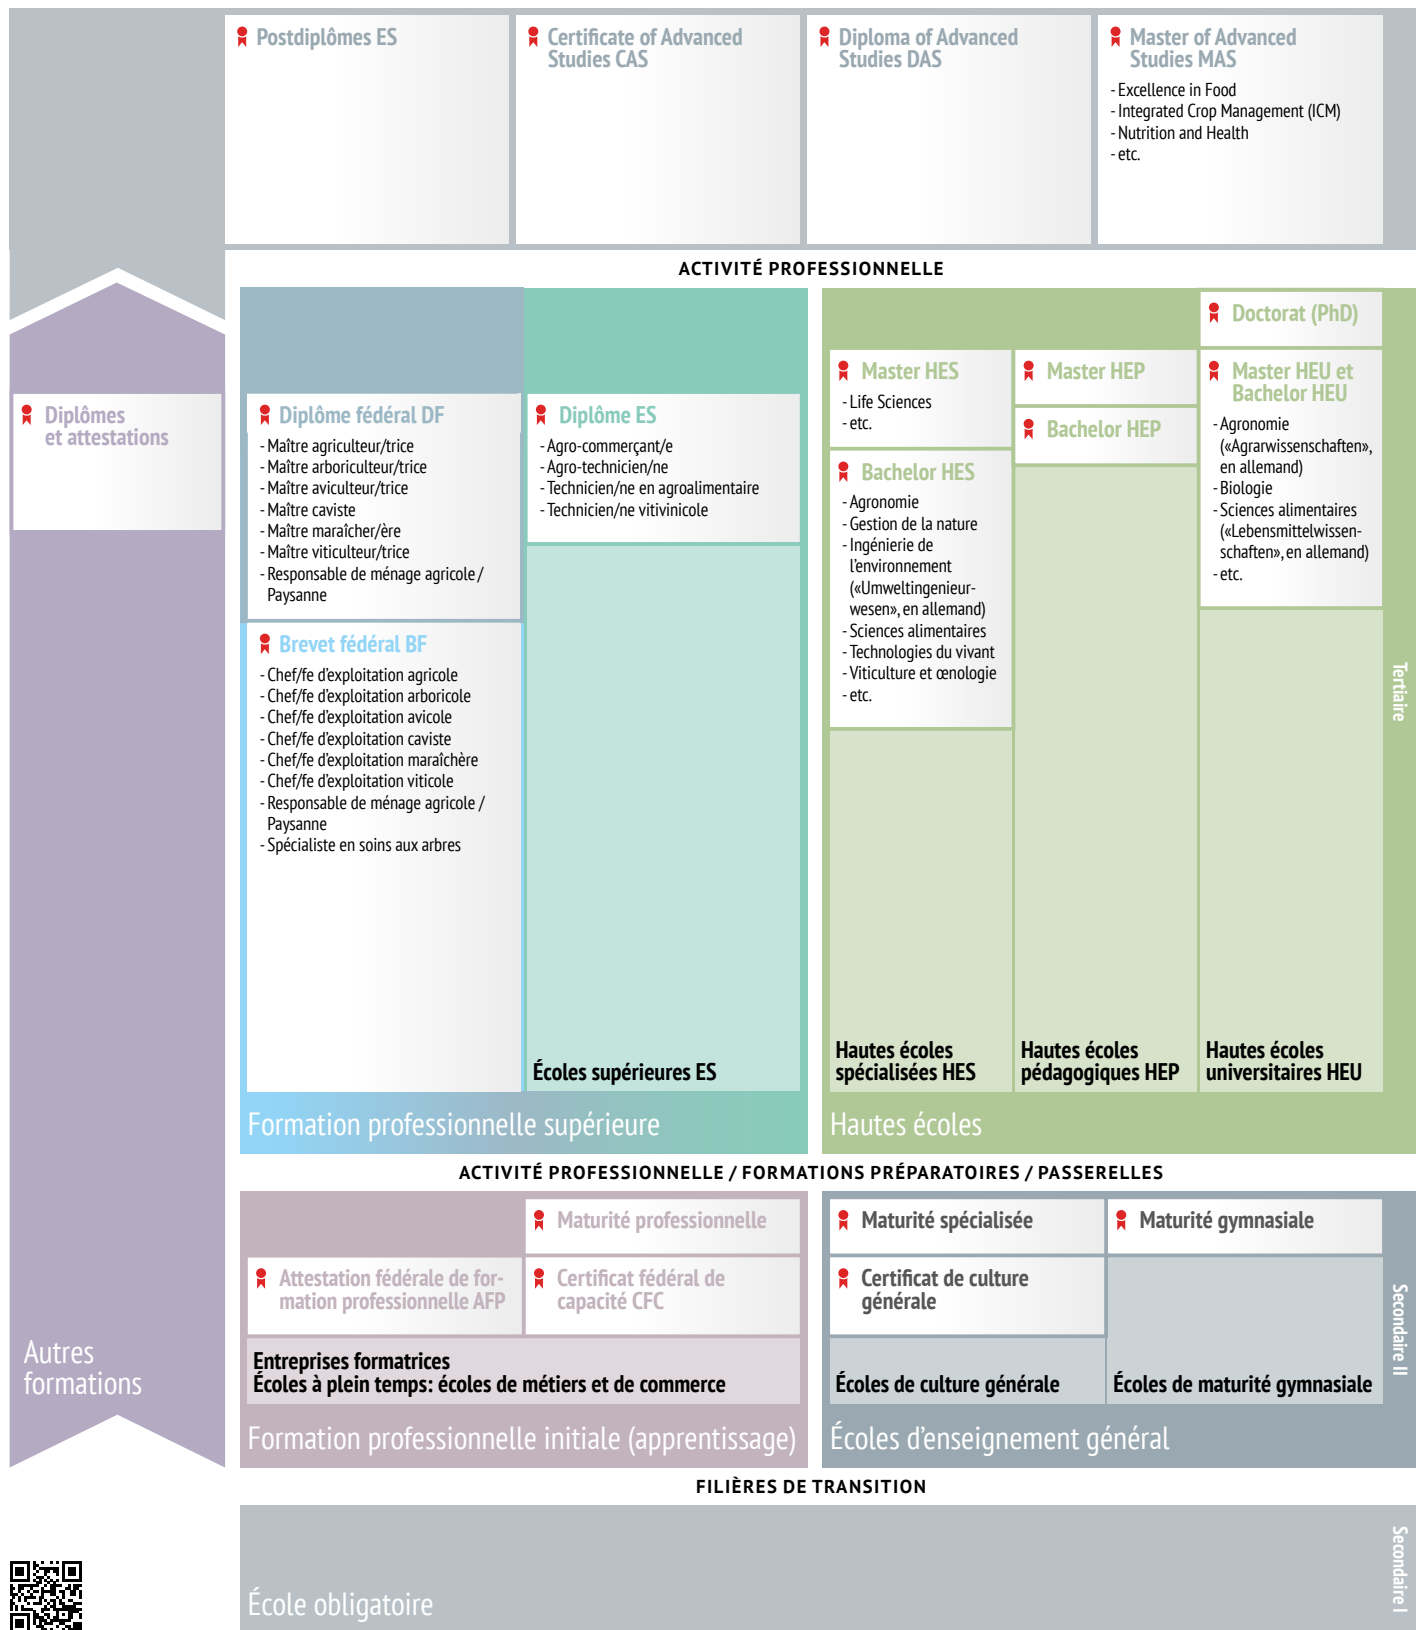 Postdiplômes ES
Certificate of Advanced
Studies CAS
Diploma of Advanced
Studies DAS
Master of Advanced
Studies MAS
- Excellence in Food
- Integrated Crop Management (ICM)
- Nutrition and Health
- etc.
ACTIVITÉ PROFESSIONNELLE
Diplômes
et attestations
Diplôme fédéral DF
- Maître agriculteur/trice
- Maître arboriculteur/trice
- Maître aviculteur/trice
- Maître caviste
- Maître maraîcher/ère
- Maître viticulteur/trice
- Responsable de ménage agricole /
Paysanne
Brevet fédéral BF
- Chef/fe d'exploitation agricole
- Chef/fe d'exploitation arboricole
- Chef/fe d'exploitation avicole
- Chef/fe d'exploitation caviste
- Chef/fe d'exploitation maraîchère
- Chef/fe d'exploitation viticole
- Responsable de ménage agricole /
Paysanne
- Spécialiste en soins aux arbres
Diplôme ES
- Agro-commerçant/e
- Agro-technicien/ne
- Technicien/ne en agroalimentaire
- Technicien/ne vitivinicole
Écoles supérieures ES
Formation professionnelle supérieure
Master HES
- Life Sciences
- etc.
Bachelor HES
- Agronomie
- Gestion de la nature
- Ingénierie de
l'environnement
(«Umweltingenieur-
wesen», en allemand)
- Sciences alimentaires
- Technologies du vivant
- Viticulture et œnologie
- etc.
Hautes écoles
spécialisées HES
Master HEP
Bachelor HEP
Hautes écoles
pédagogiques HEP
Doctorat (PhD)
Master HEU et
Bachelor HEU
- Agronomie
(«Agrarwissenschaften»,
en allemand)
- Biologie
- Sciences alimentaires
(«Lebensmittelwissen-
schaften», en allemand)
- etc.
Hautes écoles
universitaires HEU
Hautes écoles
Tertiaire
ACTIVITÉ PROFESSIONNELLE / FORMATIONS PRÉPARATOIRES / PASSERELLES
Autres
formations
Maturité professionnelle
Attestation fédérale de for-
mation professionnelle AFP
Certificat fédéral de
capacité CFC
Entreprises formatrices
Écoles à plein temps: écoles de métiers et de commerce
Formation professionnelle initiale (apprentissage)
Maturité spécialisée
Certificat de culture
générale
Écoles de culture générale
Maturité gymnasiale
Écoles de maturité gymnasiale
Écoles d'enseignement général
Secondaire II
FILIÈRES DE TRANSITION
École obligatoire
Secondaire I